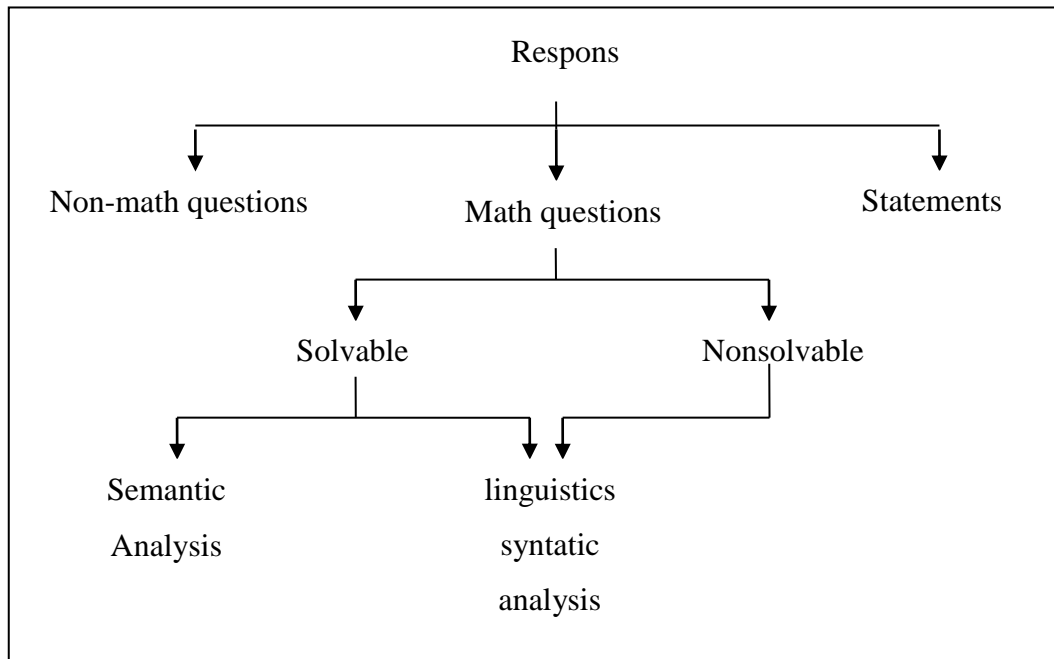 Respons
Non-math questions
Math questions
Statements
Solvable
Nonsolvable
Semantic
Analysis
linguistics
syntatic
analysis